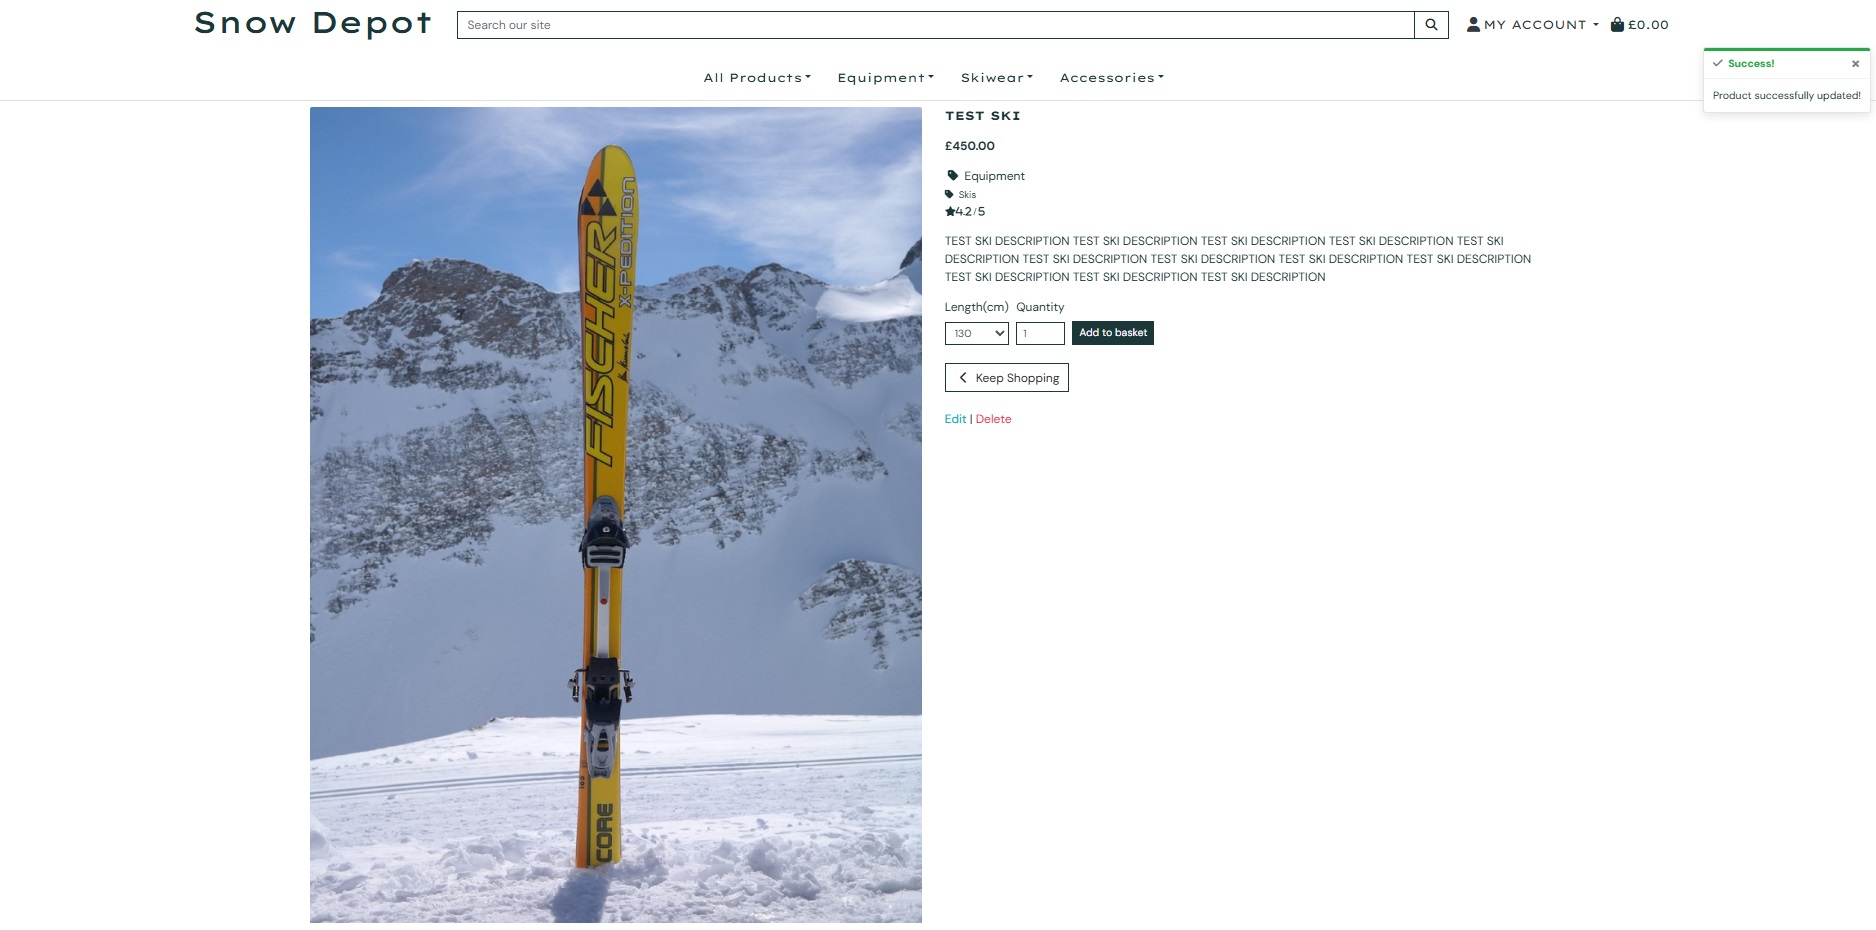 Snow Depot
Search our site
MY ACCOUNT
£0.00
All Products
Equipment
Skiwear
Accessories
Success!
×
Product successfully updated!
FISCHER
X-PEDITION
CORE
TEST SKI
£450.00
Equipment
Skis
4.2/5
TEST SKI DESCRIPTION TEST SKI DESCRIPTION TEST SKI DESCRIPTION TEST SKI DESCRIPTION TEST SKI
DESCRIPTION TEST SKI DESCRIPTION TEST SKI DESCRIPTION TEST SKI DESCRIPTION TEST SKI DESCRIPTION
TEST SKI DESCRIPTION TEST SKI DESCRIPTION TEST SKI DESCRIPTION
Length(cm) Quantity
130
1
Add to basket
Keep Shopping
Edit | Delete